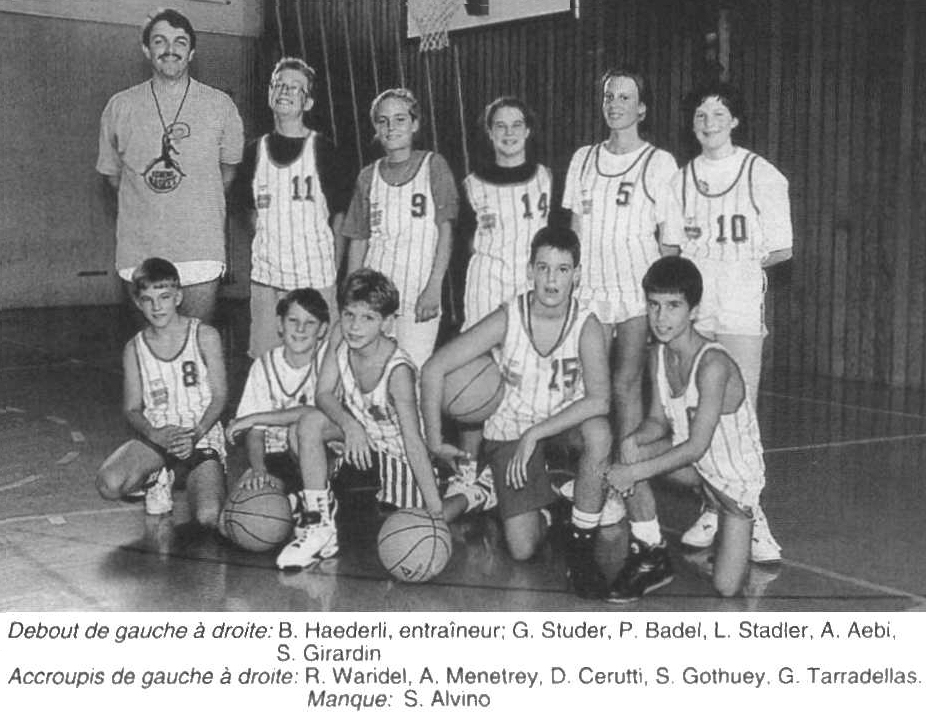 11
9
14
5
10
8
15
Debout de gauche à droite: B. Haederli, entraîneur; G. Studer, P. Badel, L. Stadler, A. Aebi,
S. Girardin
Accroupis de gauche à droite: R. Waridel, A. Menetrey, D. Cerutti, S. Gothuey, G. Tarradellas.
Manque: S. Alvino